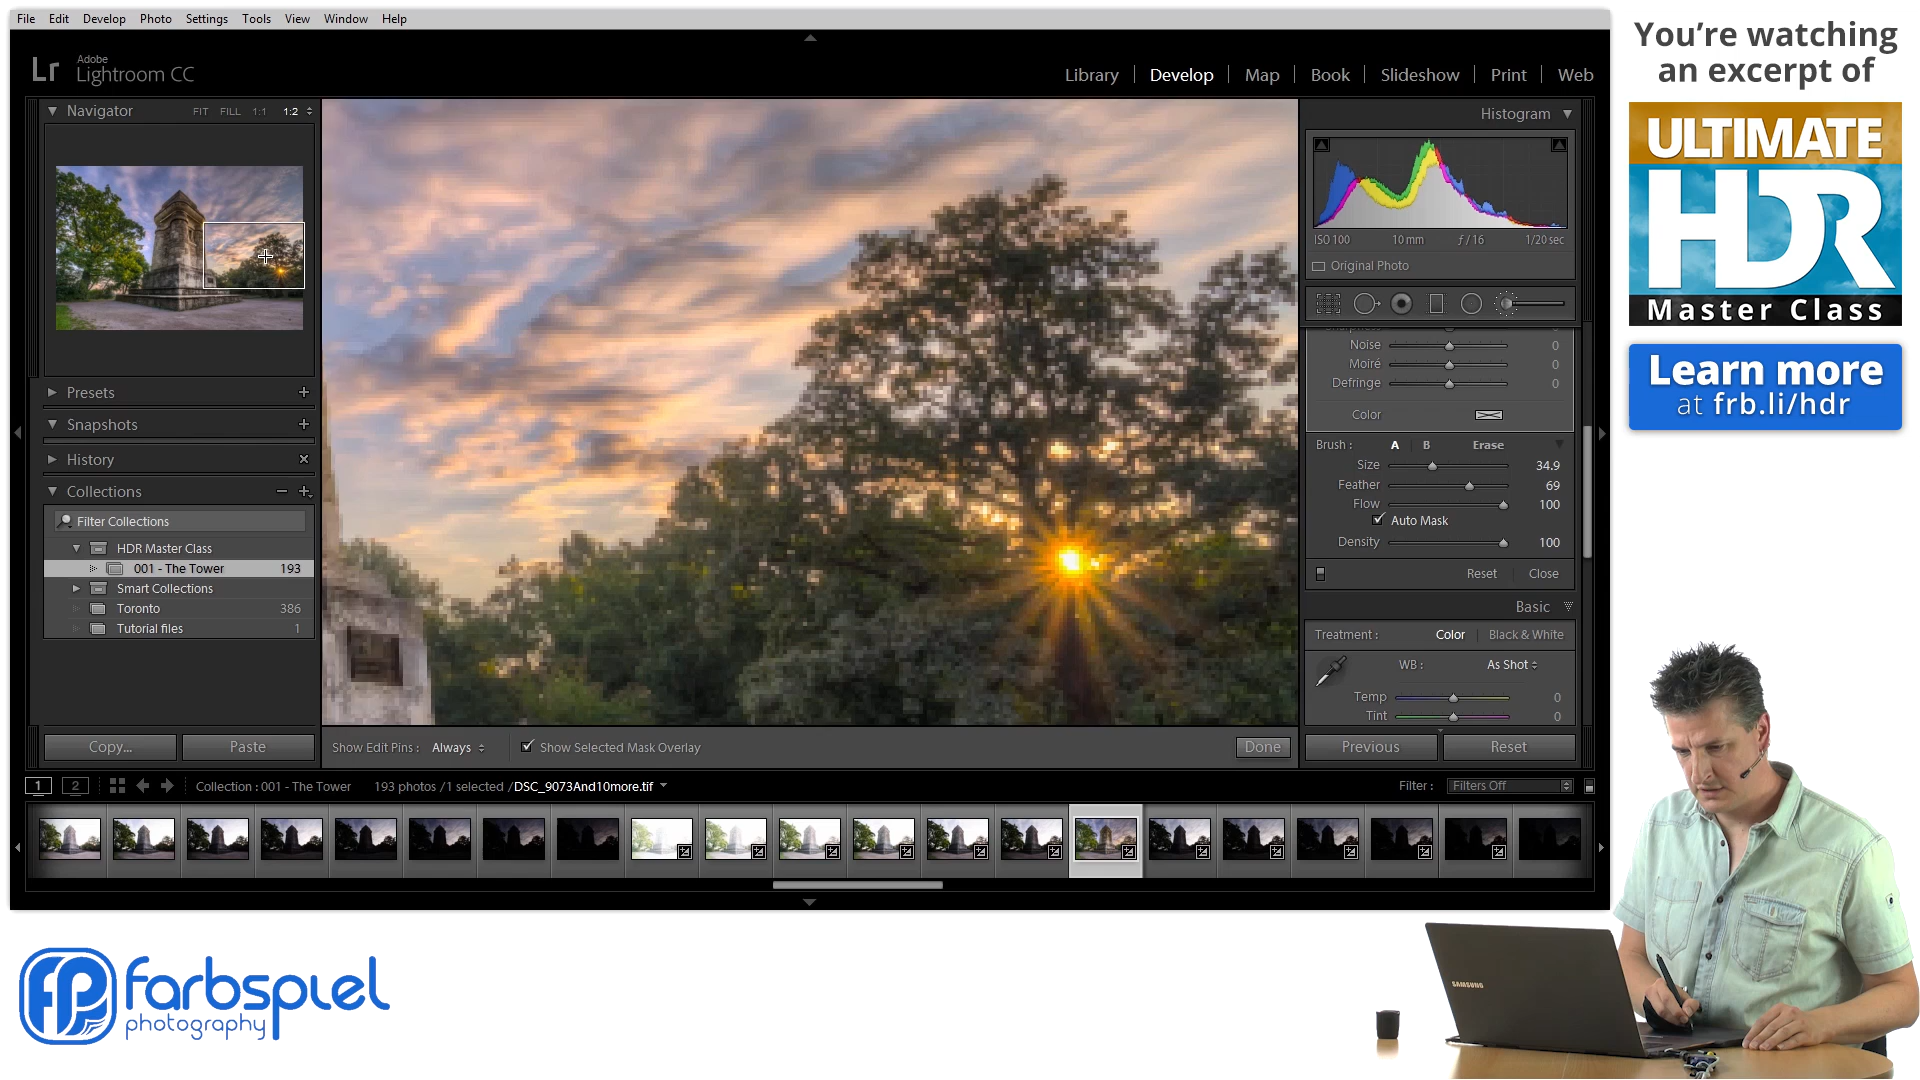 File Edit Develop Photo Settings Tools View Window Help
You're watching
an excerpt of
ULTIMATE
HDR
Master Class
Learn more
at frb.li/hdr
Lr Adobe
Lightroom CC
Library Develop Map Book Slideshow Print Web
Navigator FIT FILL 1:1 1:2
Presets
Snapshots
History
Collections
Filter Collections
HDR Master Class
001 - The Tower 193
Smart Collections
Toronto 386
Tutorial files 1
Copy... Paste
Histogram
ISO 100 10 mm ƒ / 16 1/20 sec
Original Photo
Noise 0
Moiré 0
Defringe 0
Color
Brush : A B Erase
Size 34.9
Feather 69
Flow 100
Auto Mask
Density 100
Reset Close
Basic
Treatment : Color Black & White
WB : As Shot
Temp 0
Tint 0
Previous Reset
Show Edit Pins : Always Show Selected Mask Overlay Done
1 2 Collection : 001 - The Tower 193 photos / 1 selected / DSC_9073And10more.tif Filter : Filters Off
SAMSUNG
fp farbspiel
photography